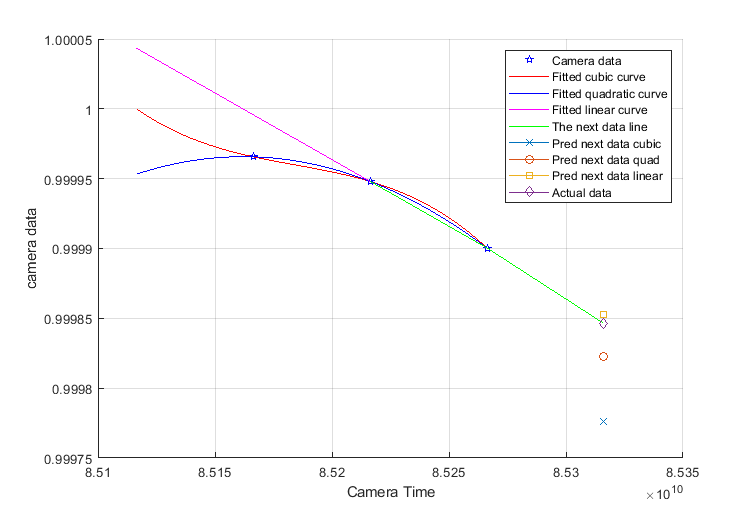 1.00005
1
0.99995
0.9999
0.99985
0.9998
0.99975
camera data
8.51
8.515
8.52
8.525
8.53
8.535
Camera Time
×10^10
Camera data
Fitted cubic curve
Fitted quadratic curve
Fitted linear curve
The next data line
Pred next data cubic
Pred next data quad
Pred next data linear
Actual data